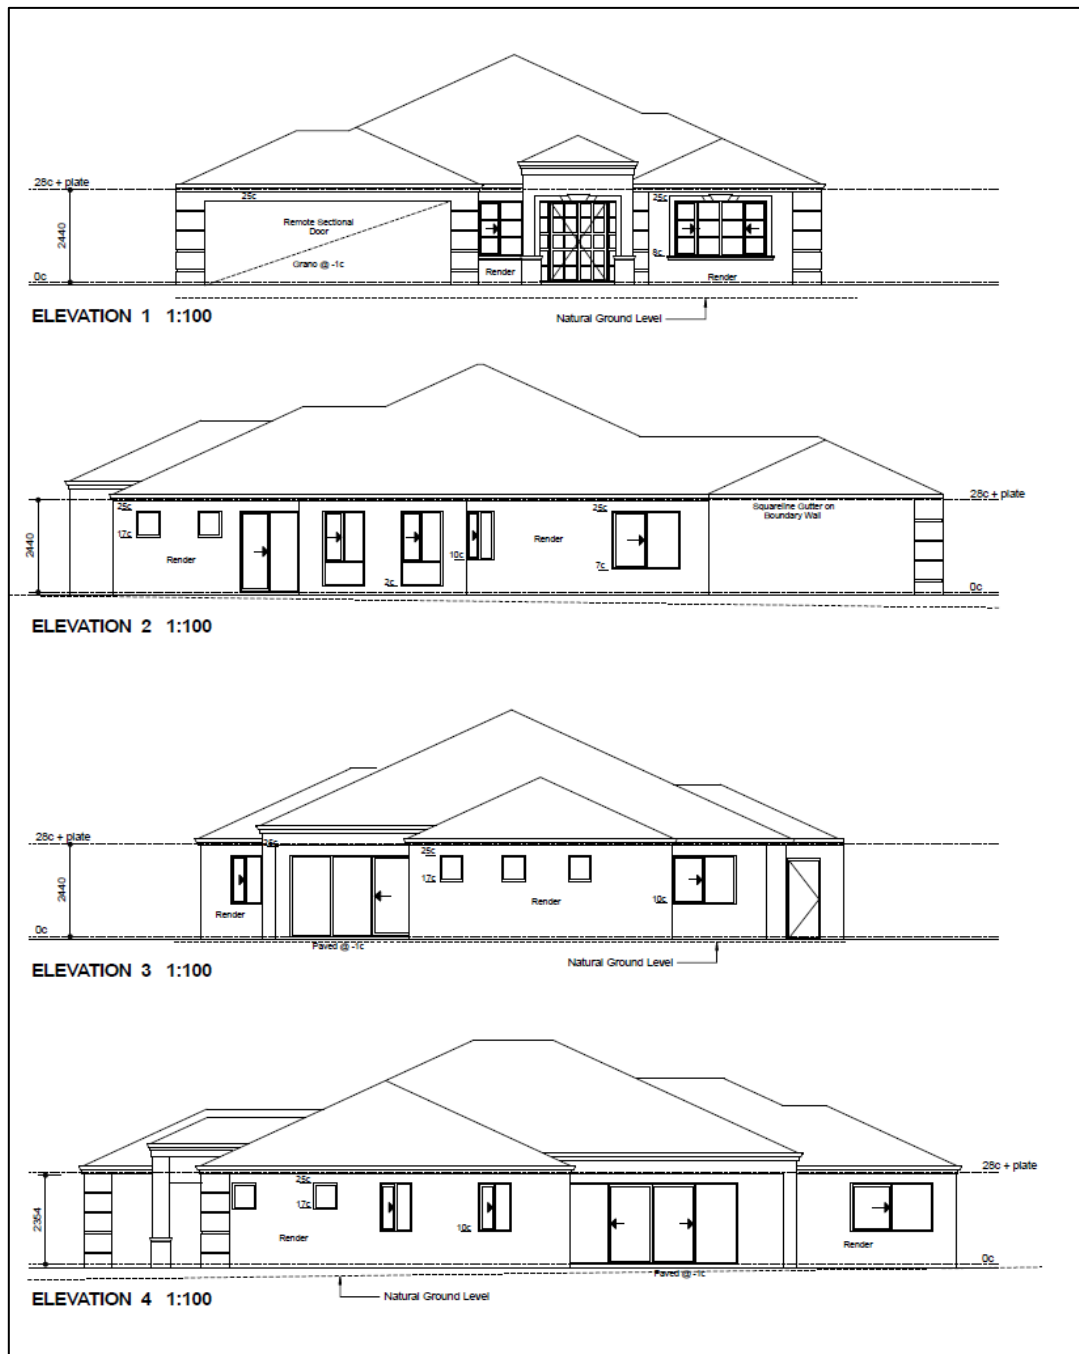 28c + plate
25c
25c
Remote Sectional
Door
2440
Grano @ -1c
8c
Render
Render
0c
ELEVATION 1 1:100
Natural Ground Level
28c + plate
25c
25c
Squareline Gutter on
Boundary Wall
17c
Render
2440
Render
10c
7c
2c
0c
ELEVATION 2 1:100
28c + plate
25c
25c
17c
2440
Render
Render
10c
0c
Paved @ -1c
ELEVATION 3 1:100
Natural Ground Level
28c + plate
25c
17c
2354
Render
10c
Render
0c
Paved @ -1c
ELEVATION 4 1:100
Natural Ground Level